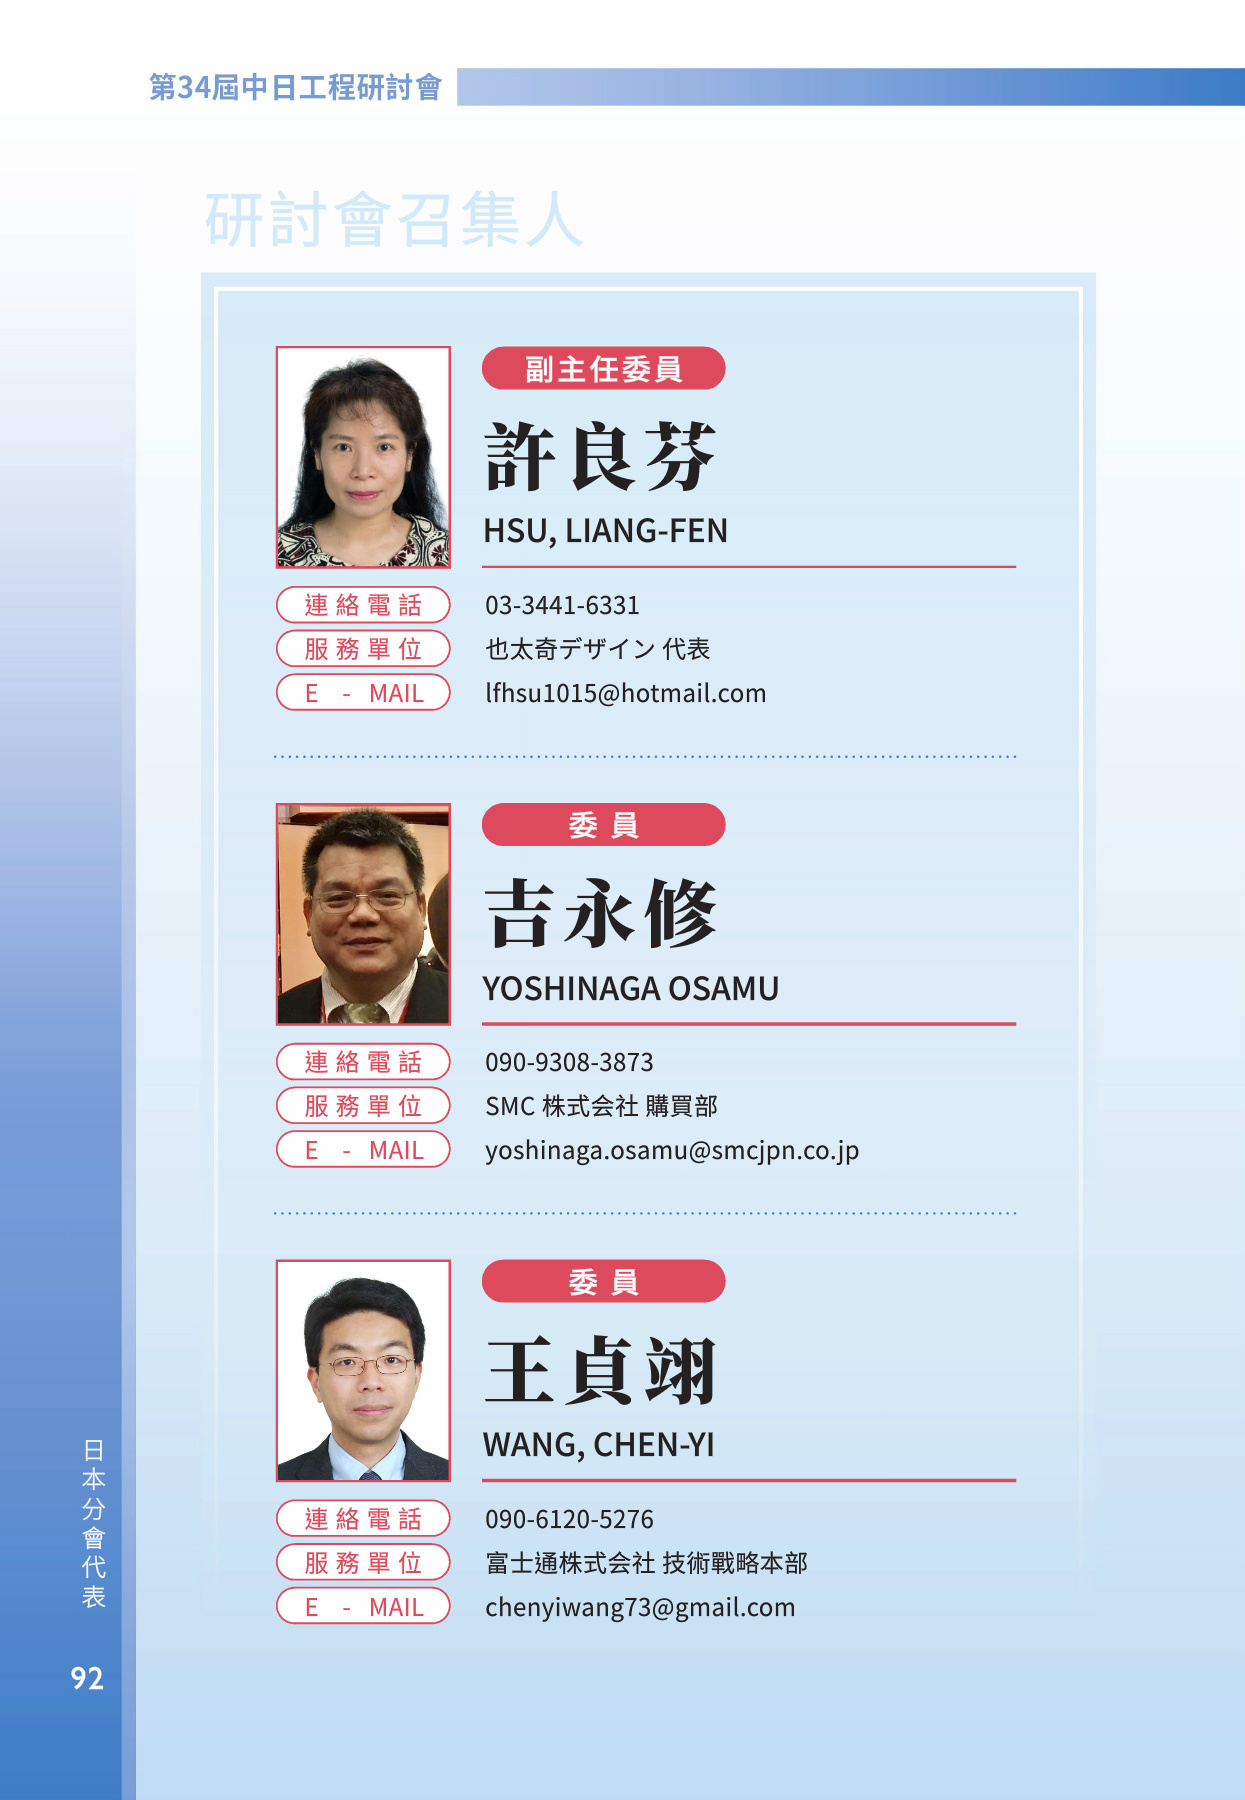 第34屆中日工程研討會
研討會召集人
副主任委員
許良芬
HSU, LIANG-FEN
連絡電話 03-3441-6331
服務單位 也太奇デザイン 代表
E - MAIL lfhsu1015@hotmail.com
委員
吉永修
YOSHINAGA OSAMU
連絡電話 090-9308-3873
服務單位 SMC 株式会社 購買部
E - MAIL yoshinaga.osamu@smcjpn.co.jp
委員
王貞翊
WANG, CHEN-YI
連絡電話 090-6120-5276
服務單位 富士通株式会社 技術戰略本部
E - MAIL chenyiwang73@gmail.com
日本分會代表
92